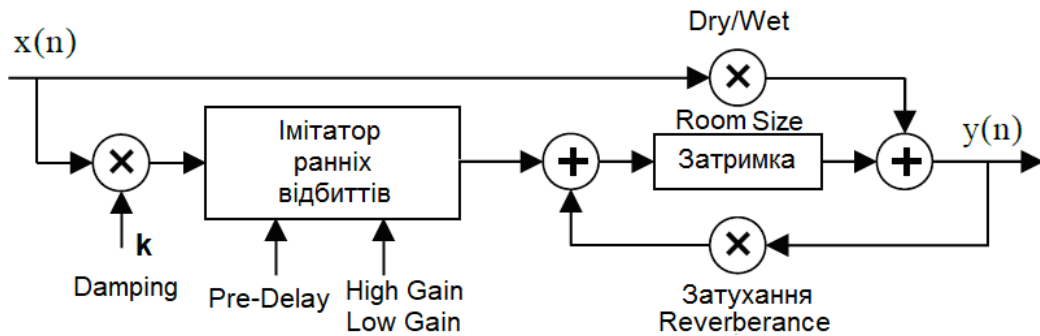 Dry/Wet
x(n)
Room Size
y(n)
Імітатор
ранніх
відбиттів
Затримка
k
Damping
Pre-Delay
High Gain
Low Gain
Затухання
Reverberance